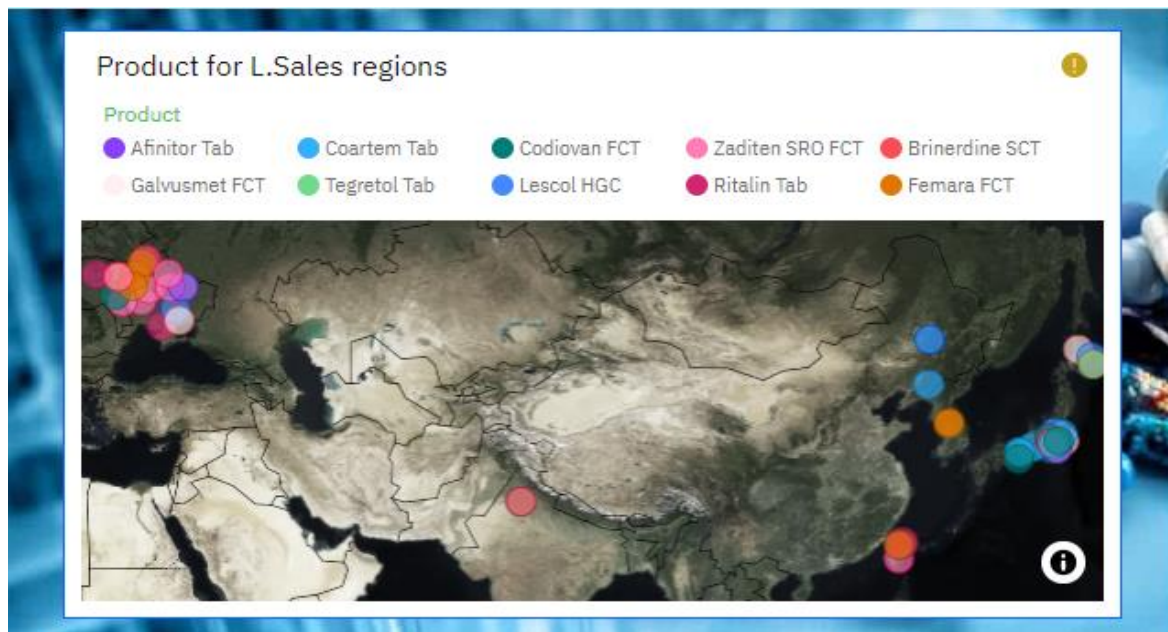 Product for L.Sales regions
Product
Afinitor Tab Coartem Tab Codiovan FCT Zaditen SRO FCT Brinerdine SCT
Galvusmet FCT Tegretol Tab Lescol HGC Ritalin Tab Femara FCT